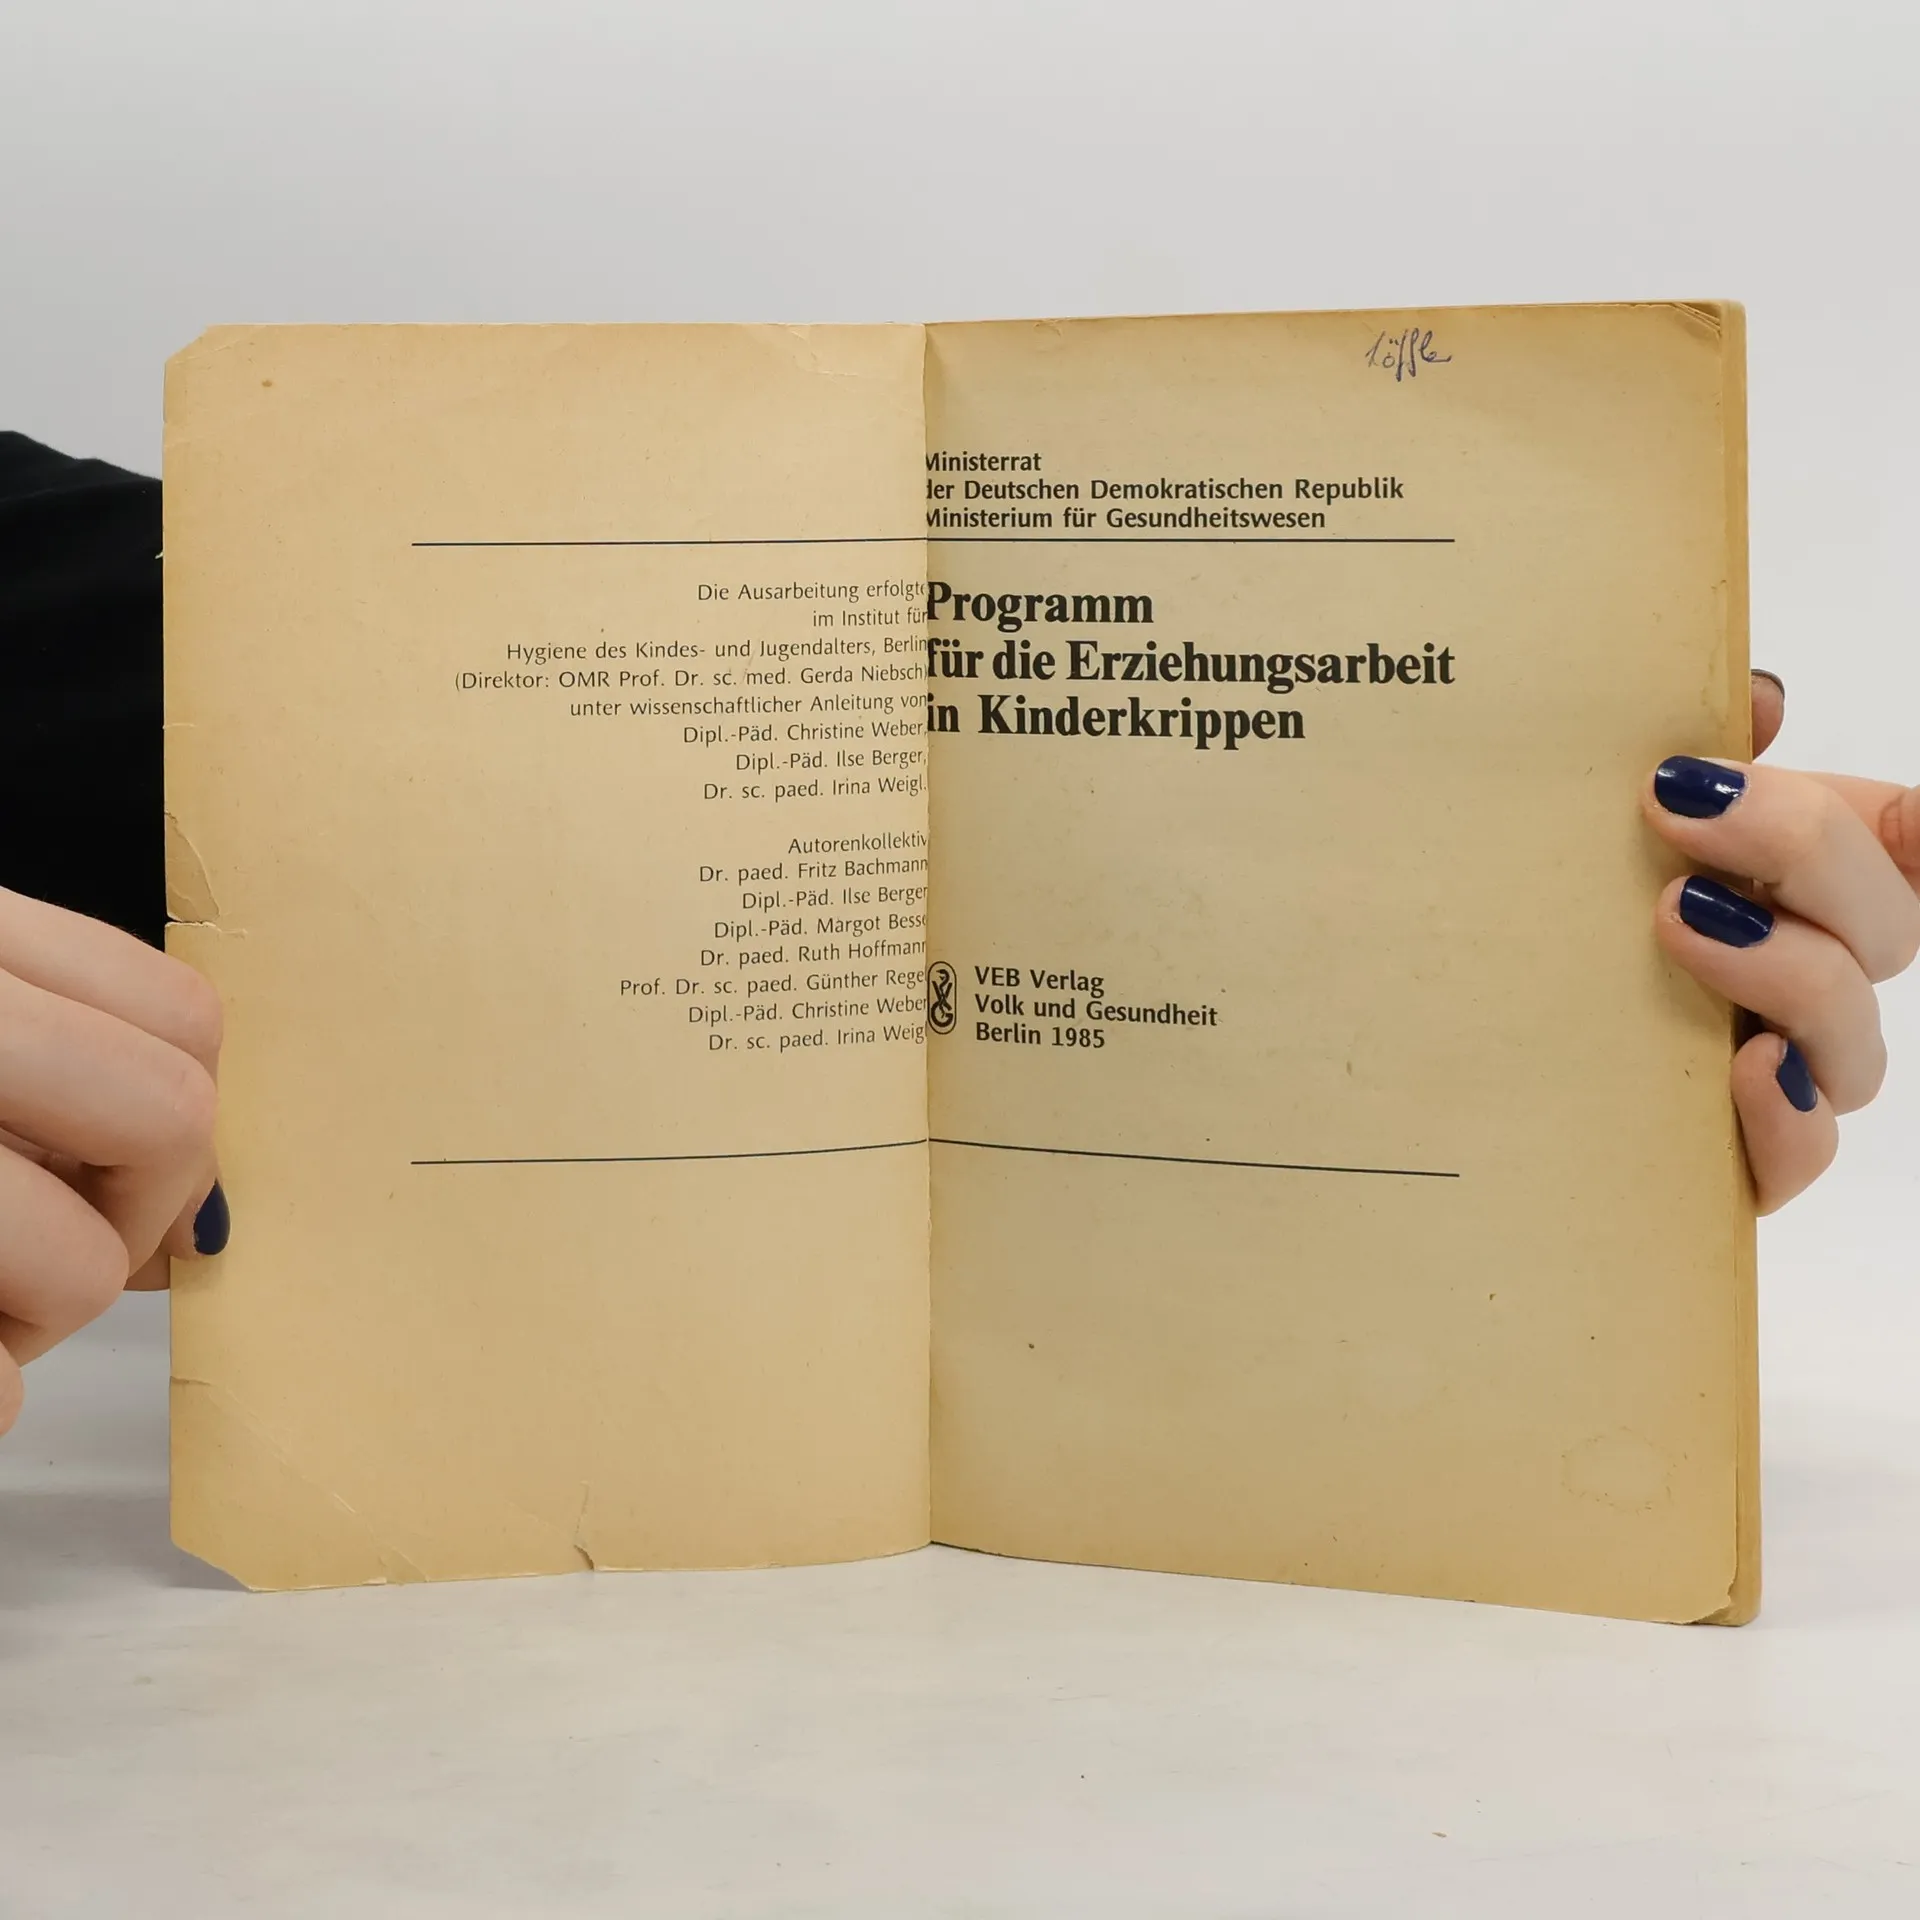 Die Ausarbeitung erfolgte
im Institut für
Hygiene des Kindes- und Jugendalters, Berlin
(Direktor: OMR Prof. Dr. sc. med. Gerda Niebsch)
unter wissenschaftlicher Anleitung von
Dipl.-Päd. Christine Weber,
Dipl.-Päd. Ilse Berger,
Dr. sc. paed. Irina Weigl.
Autorenkollektiv
Dr. paed. Fritz Bachmann
Dipl.-Päd. Ilse Berger
Dipl.-Päd. Margot Besse
Dr. paed. Ruth Hoffmann
Prof. Dr. sc. paed. Günther Regel
Dipl.-Päd. Christine Weber
Dr. sc. paed. Irina Weigl
Löffle
Ministerrat
der Deutschen Demokratischen Republik
Ministerium für Gesundheitswesen
Programm
für die Erziehungsarbeit
in Kinderkrippen
VEB Verlag
Volk und Gesundheit
Berlin 1985